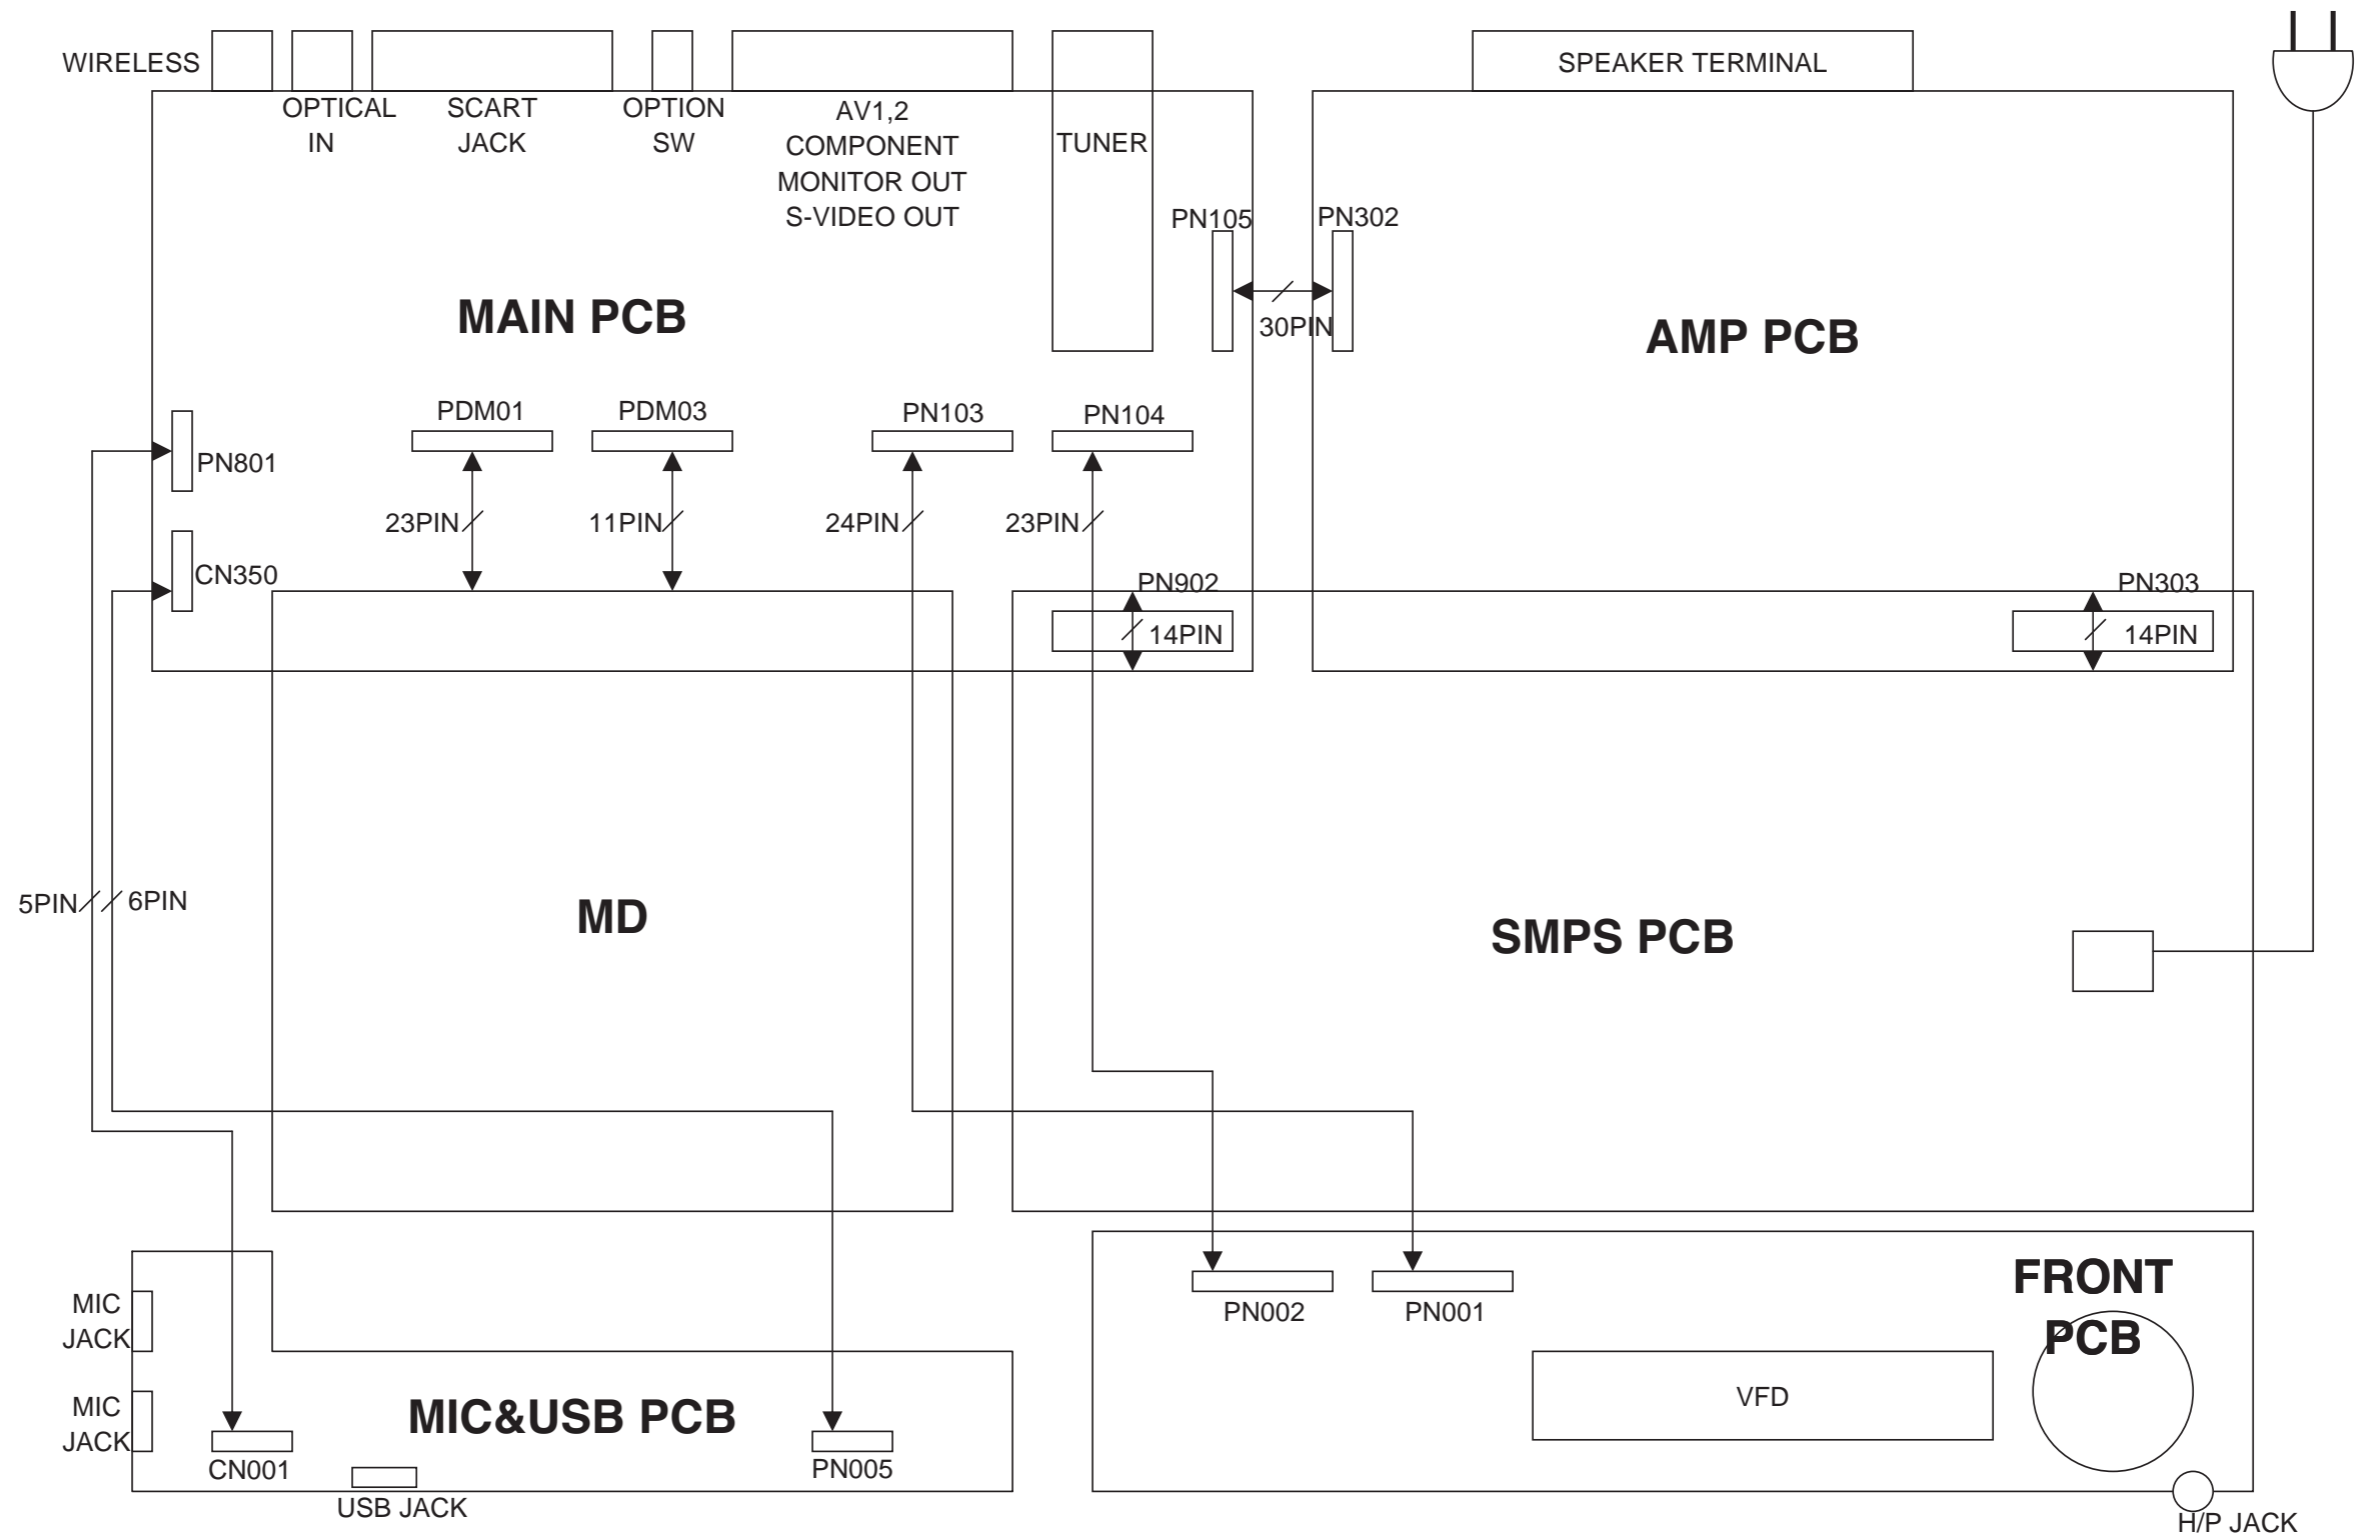 WIRELESS
SPEAKER TERMINAL
OPTICAL
IN
SCART
JACK
OPTION
SW
AV1,2
COMPONENT
MONITOR OUT
S-VIDEO OUT
TUNER
PN105
PN302
30PIN
MAIN PCB
AMP PCB
PDM01
PDM03
PN103
PN104
PN801
23PIN
11PIN
24PIN
23PIN
CN350
PN902
14PIN
PN303
14PIN
5PIN
6PIN
MD
SMPS PCB
FRONT
PCB
PN002
PN001
VFD
H/P JACK
MIC
JACK
MIC
JACK
MIC&USB PCB
CN001
PN005
USB JACK